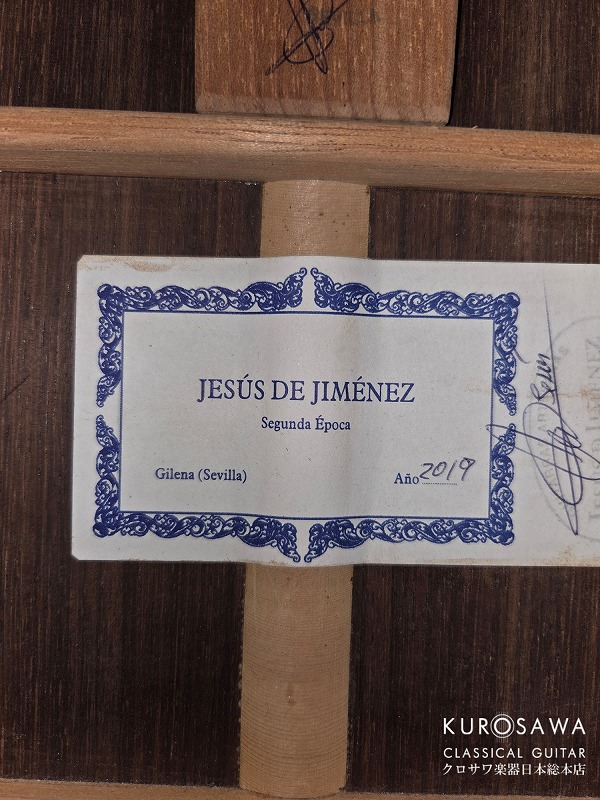 SEVILLA
JESÚS DE JIMÉNEZ
Segunda Época
Gilena (Sevilla)
Año 2019
KUROSAWA
CLASSICAL GUITAR
クロサワ楽器日本総本店